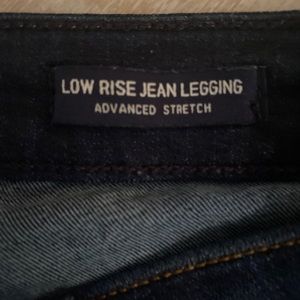 LOW RISE JEAN LEGGING
ADVANCED STRETCH